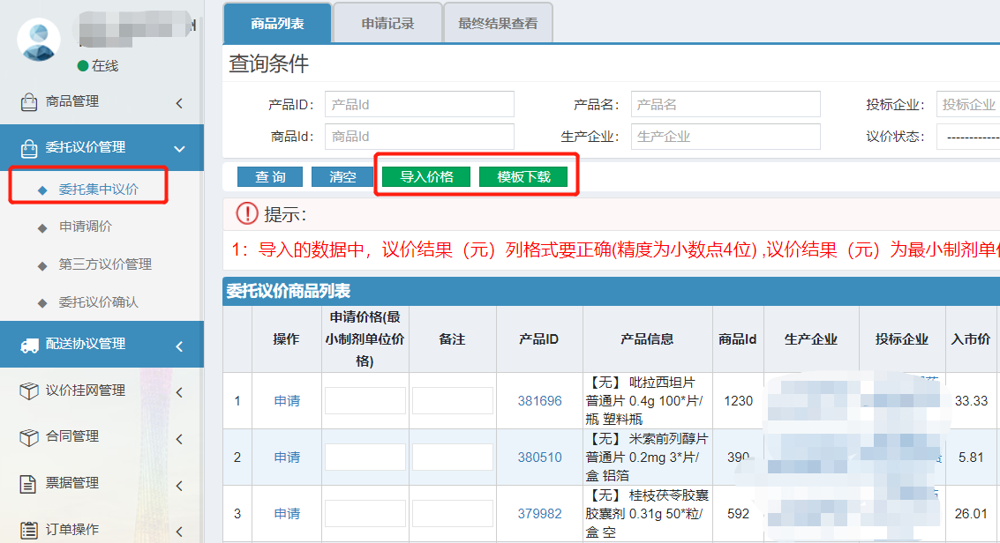 在线
商品管理
委托议价管理
委托集中议价
申请调价
第三方议价管理
委托议价确认
配送协议管理
议价挂网管理
合同管理
票据管理
订单操作
商品列表 申请记录 最终结果查看
查询条件
产品ID： 产品Id 产品名： 产品名 投标企业： 投标企业
商品Id： 商品Id 生产企业： 生产企业 议价状态： ------------
查 询 清空 导入价格 模板下载
提示：
1：导入的数据中，议价结果（元）列格式要正确(精度为小数点4位) ,议价结果（元）为最小制剂单
委托议价商品列表
操作 申请价格(最小制剂单位价格) 备注 产品ID 产品信息 商品Id 生产企业 投标企业 入市价
1 申请 381696 【无】 吡拉西坦片 1230 33.33
普通片 0.4g 100*片/
瓶 塑料瓶
2 申请 380510 【无】 米索前列醇片 390 5.81
普通片 0.2mg 3*片/
盒 铝箔
3 申请 379982 【无】 桂枝茯苓胶囊 592 26.01
胶囊剂 0.31g 50*粒/
盒 空